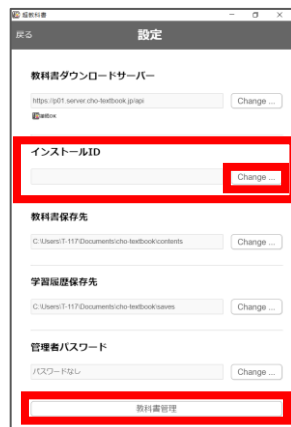 超教科書
戻る 設定
教科書ダウンロードサーバー
https://p01.server.cho-textbook.jp/api Change ...
インストールID
Change ...
教科書保存先
C:\Users\T-117\Documents\cho-textbook\contents Change ...
学習履歴保存先
C:\Users\T-117\Documents\cho-textbook\saves Change ...
管理者パスワード
パスワードなし Change ...
教科書管理